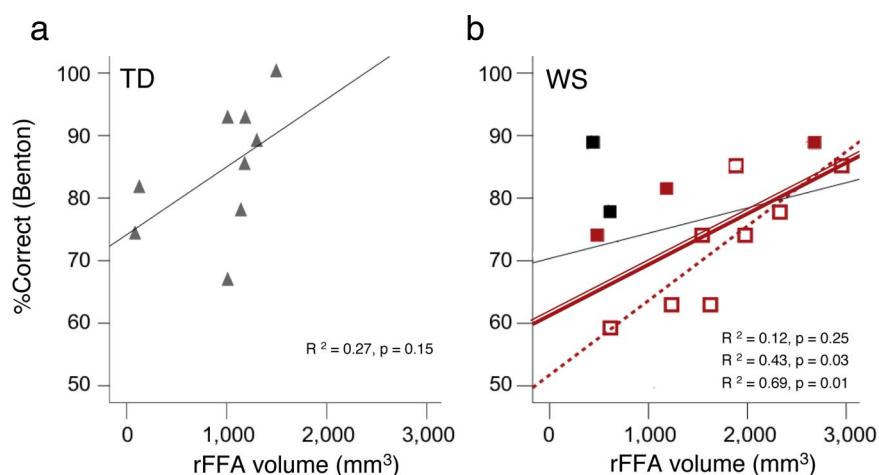 a
TD
%Correct (Benton)
100
90
80
70
60
50
R ² = 0.27, p = 0.15
0 1,000 2,000 3,000
rFFA volume (mm³)
b
WS
100
90
80
70
60
50
R ² = 0.12, p = 0.25
R ² = 0.43, p = 0.03
R ² = 0.69, p = 0.01
0 1,000 2,000 3,000
rFFA volume (mm³)